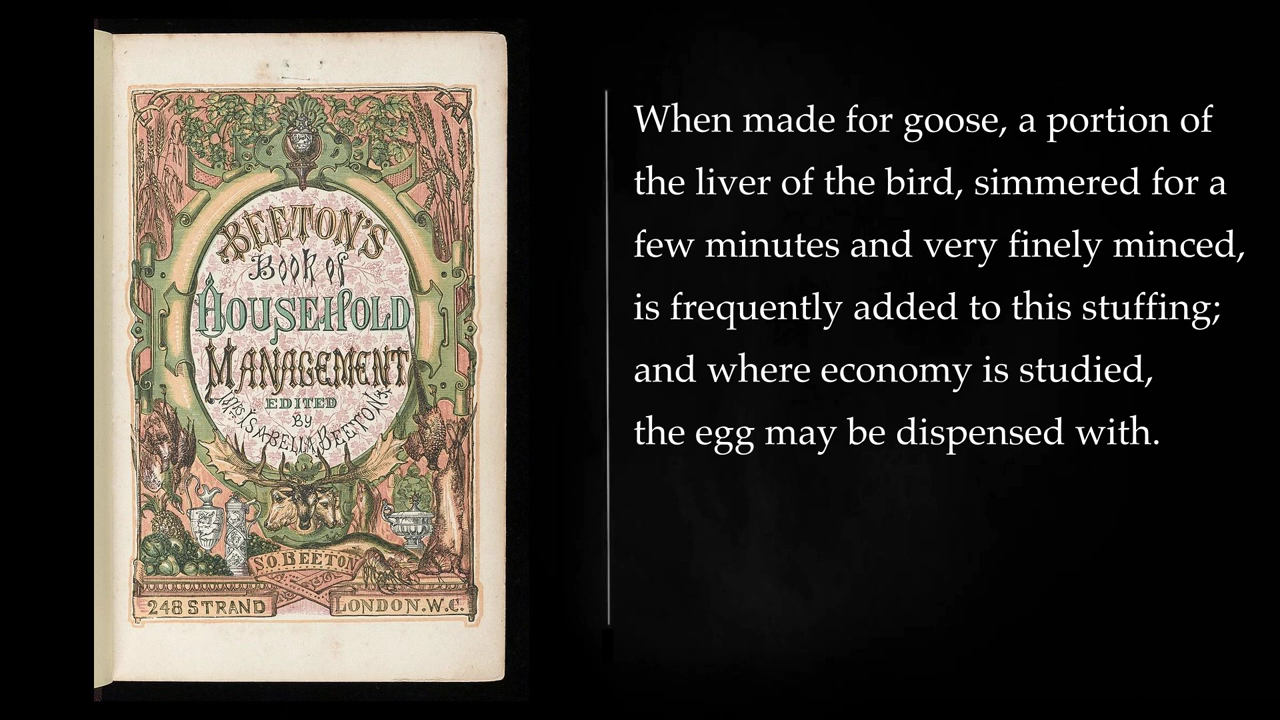 BEETON'S
Book of
HOUSEHOLD
MANAGEMENT
EDITED
By
MRS ISABELLA BEETON.
S.O. BEETON
248 STRAND
LONDON. W.C.
When made for goose, a portion of
the liver of the bird, simmered for a
few minutes and very finely minced,
is frequently added to this stuffing;
and where economy is studied,
the egg may be dispensed with.